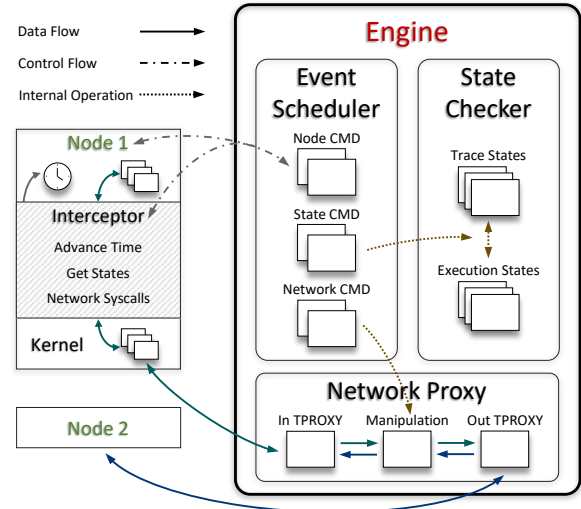 Data Flow
Control Flow
Internal Operation
Node 1
Interceptor
Advance Time
Get States
Network Syscalls
Kernel
Node 2
Engine
Event
Scheduler
Node CMD
State CMD
Network CMD
State
Checker
Trace States
Execution States
Network Proxy
In TPROXY
Manipulation
Out TPROXY